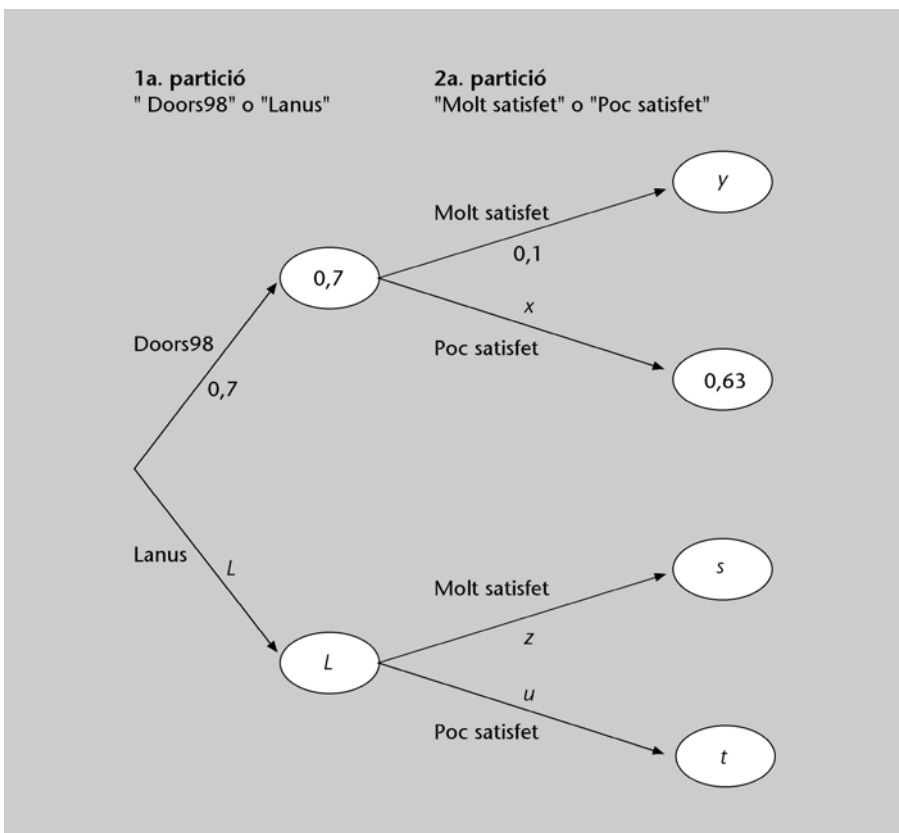 1a. partició
" Doors98" o "Lanus"
2a. partició
"Molt satisfet" o "Poc satisfet"
y
Molt satisfet
0,1
0,7
x
Poc satisfet
Doors98
0,63
0,7
Lanus
L
s
Molt satisfet
z
L
u
Poc satisfet
t